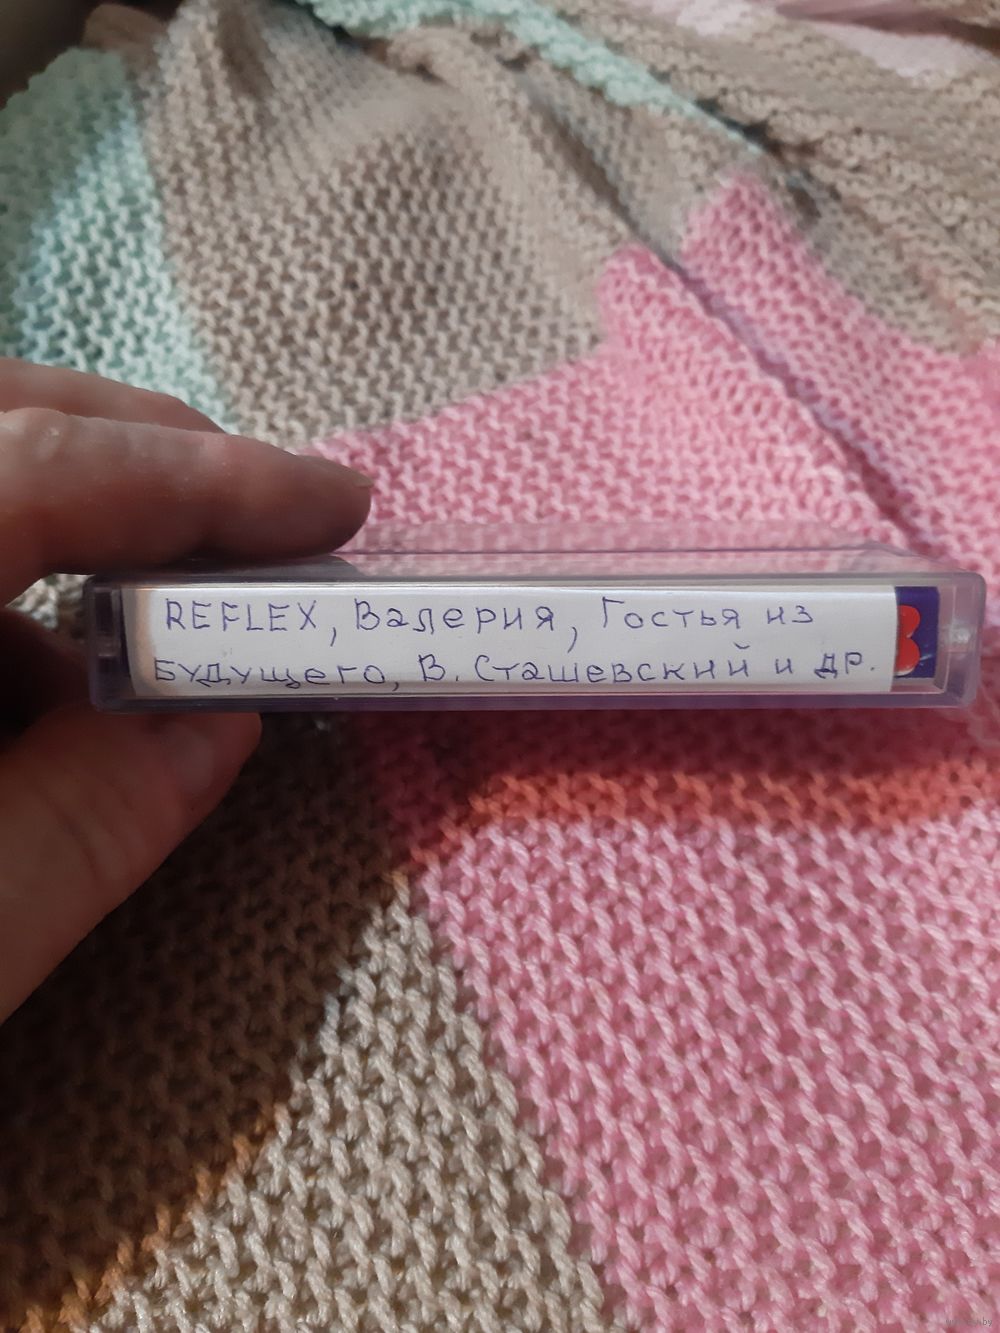 REFLEX, Валерия, Гостья из
Будущего, В. Сташевский и др.